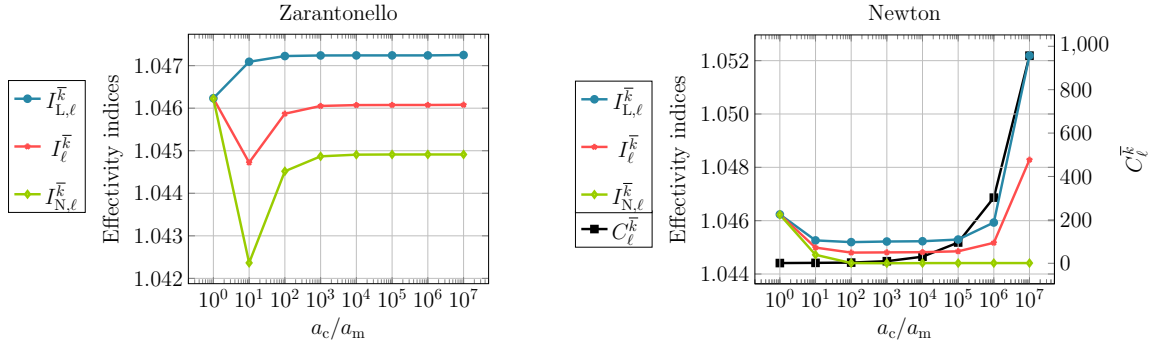 Zarantonello
I_{L,ℓ}^{k̅}
I_ℓ^{k̅}
I_{N,ℓ}^{k̅}
Effectivity indices
1.047
1.046
1.045
1.044
1.043
1.042
10^0 10^1 10^2 10^3 10^4 10^5 10^6 10^7
a_c/a_m
Newton
I_{L,ℓ}^{k̅}
I_ℓ^{k̅}
I_{N,ℓ}^{k̅}
C_ℓ^{k̅}
Effectivity indices
1.052
1.050
1.048
1.046
1.044
10^0 10^1 10^2 10^3 10^4 10^5 10^6 10^7
a_c/a_m
1,000
800
600
400
200
0
C_ℓ^{k̅}